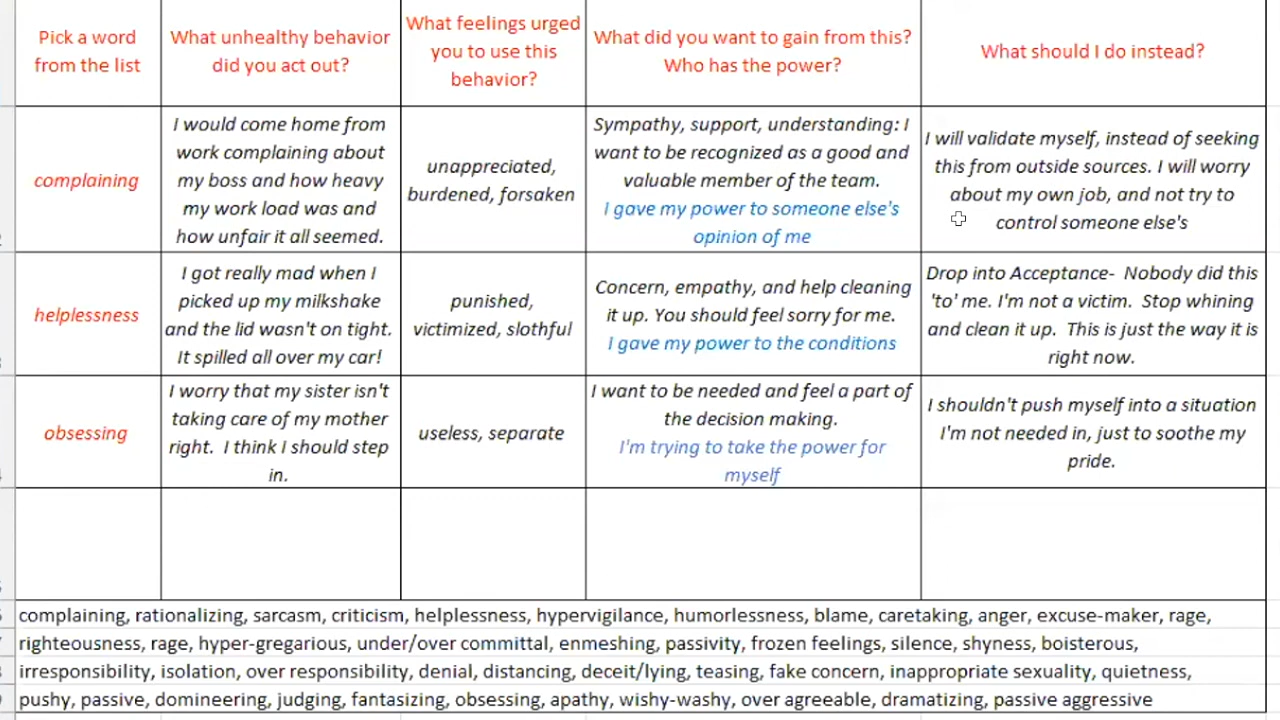 Pick a word
from the list
What unhealthy behavior
did you act out?
What feelings urged
you to use this
behavior?
What did you want to gain from this?
Who has the power?
What should I do instead?
complaining
I would come home from
work complaining about
my boss and how heavy
my work load was and
how unfair it all seemed.
unappreciated,
burdened, forsaken
Sympathy, support, understanding: I
want to be recognized as a good and
valuable member of the team.
I gave my power to someone else's
opinion of me
I will validate myself, instead of seeking
this from outside sources. I will worry
about my own job, and not try to
control someone else's
helplessness
I got really mad when I
picked up my milkshake
and the lid wasn't on tight.
It spilled all over my car!
punished,
victimized, slothful
Concern, empathy, and help cleaning
it up. You should feel sorry for me.
I gave my power to the conditions
Drop into Acceptance- Nobody did this
'to' me. I'm not a victim. Stop whining
and clean it up. This is just the way it is
right now.
obsessing
I worry that my sister isn't
taking care of my mother
right. I think I should step
in.
useless, separate
I want to be needed and feel a part of
the decision making.
I'm trying to take the power for
myself
I shouldn't push myself into a situation
I'm not needed in, just to soothe my
pride.
complaining, rationalizing, sarcasm, criticism, helplessness, hypervigilance, humorlessness, blame, caretaking, anger, excuse-maker, rage,
righteousness, rage, hyper-gregarious, under/over committal, enmeshing, passivity, frozen feelings, silence, shyness, boisterous,
irresponsibility, isolation, over responsibility, denial, distancing, deceit/lying, teasing, fake concern, inappropriate sexuality, quietness,
pushy, passive, domineering, judging, fantasizing, obsessing, apathy, wishy-washy, over agreeable, dramatizing, passive aggressive